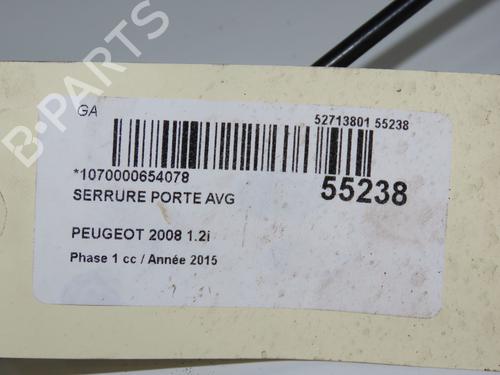 B-PARTS
GA
52713801 55238
*1070000654078
55238
SERRURE PORTE AVG
PEUGEOT 2008 1.2i
Phase 1 cc / Année 2015